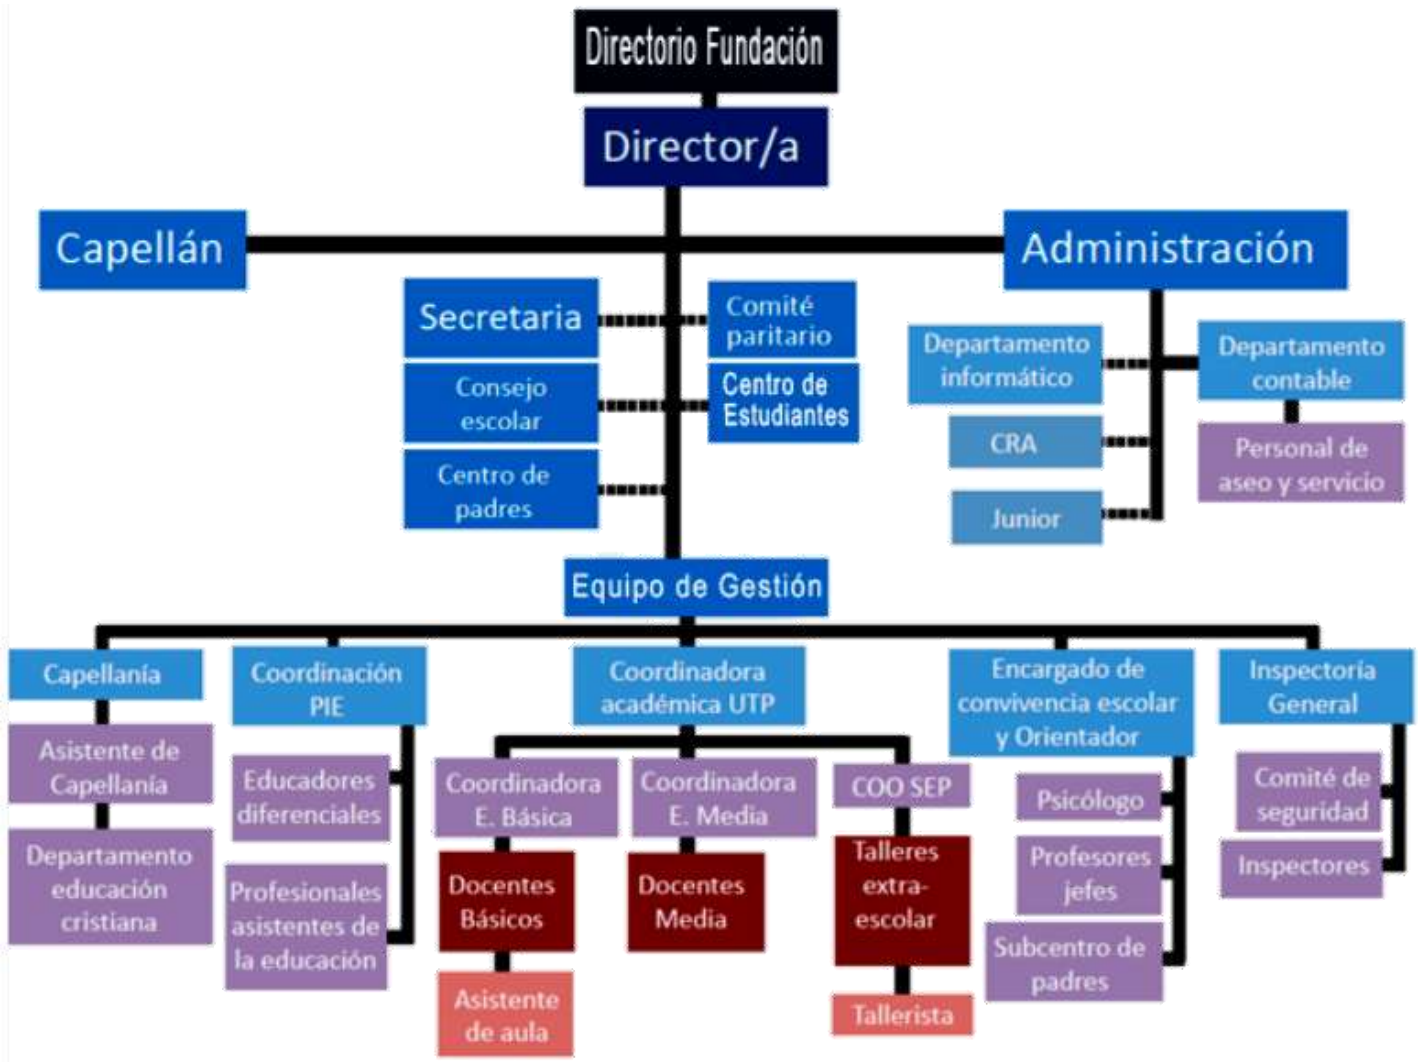 Directorio Fundación
Director/a
Capellán
Administración
Secretaria
Comité
paritario
Consejo
escolar
Centro de
Estudiantes
Centro de
padres
Departamento
informático
Departamento
contable
CRA
Personal de
aseo y servicio
Junior
Equipo de Gestión
Capellanía
Asistente de
Capellanía
Departamento
educación
cristiana
Coordinación
PIE
Educadores
diferenciales
Profesionales
asistentes de
la educación
Coordinadora
académica UTP
Coordinadora
E. Básica
Docentes
Básicos
Asistente
de aula
Coordinadora
E. Media
Docentes
Media
COO SEP
Talleres
extra-
escolar
Tallerista
Encargado de
convivencia escolar
y Orientador
Psicólogo
Profesores
jefes
Subcentro de
padres
Inspectoría
General
Comité de
seguridad
Inspectores